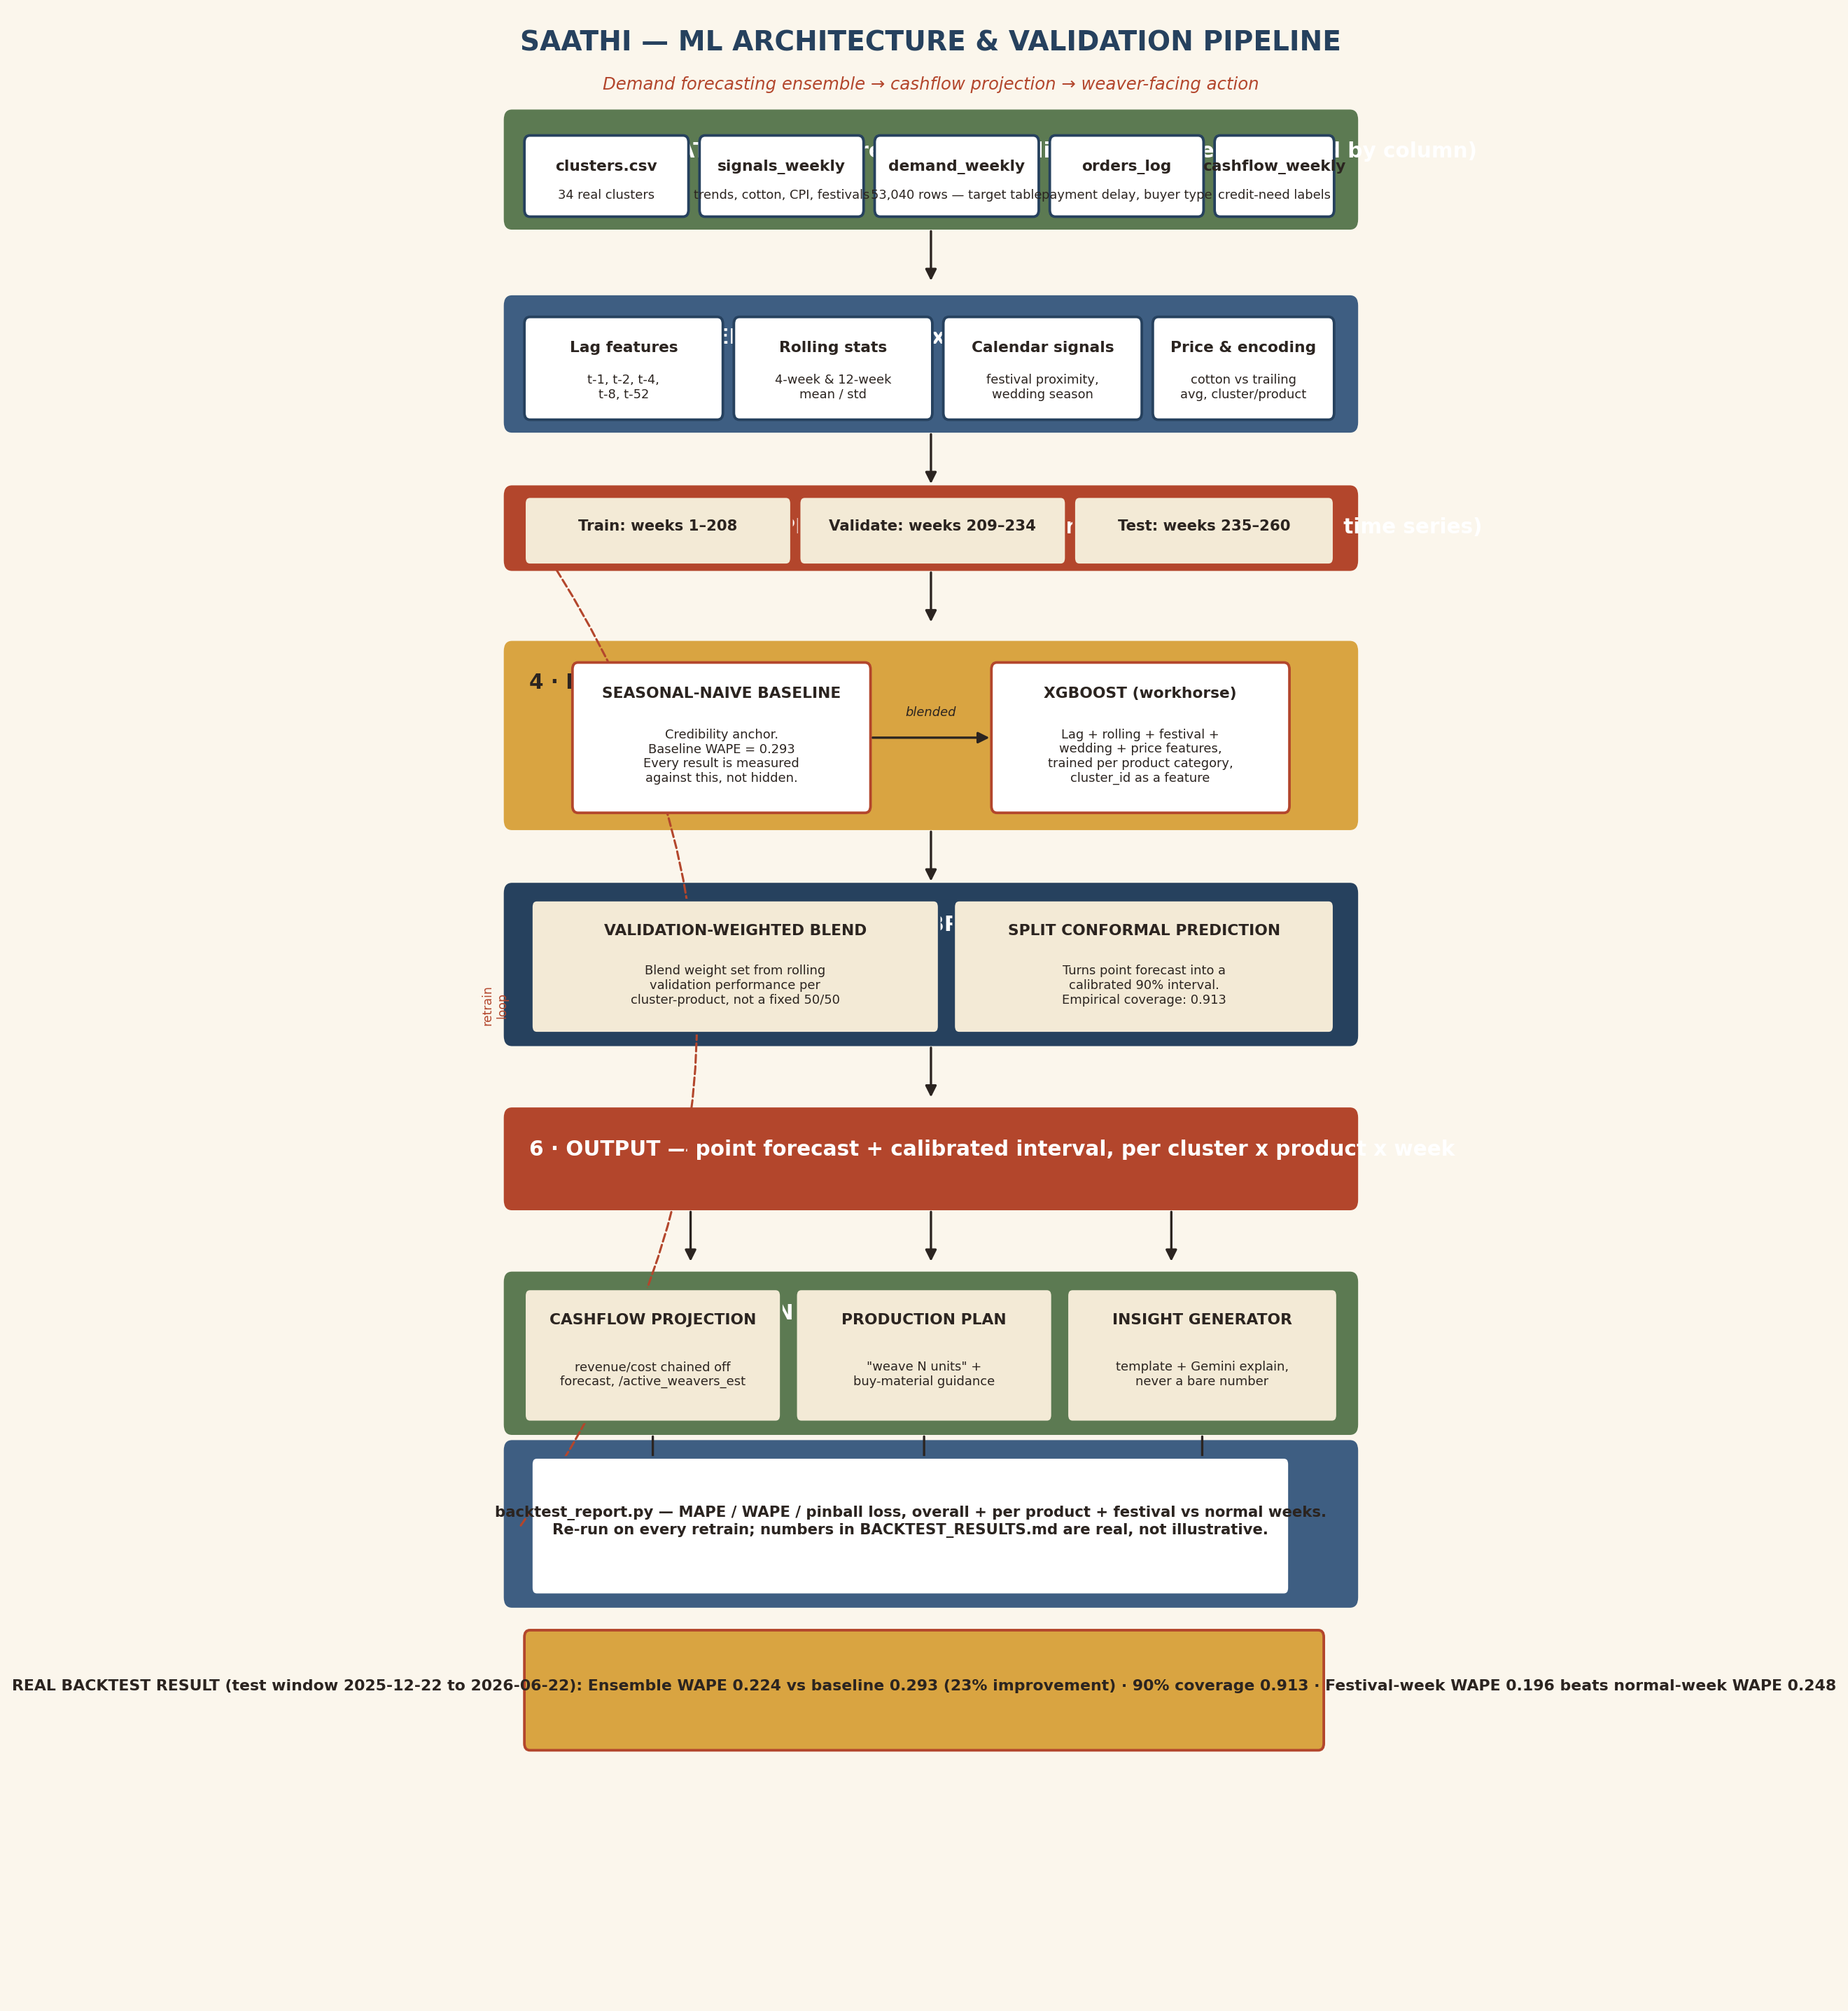 SAATHI — ML ARCHITECTURE & VALIDATION PIPELINE
Demand forecasting ensemble → cashflow projection → weaver-facing action
by column)
clusters.csv
34 real clusters
signals_weekly
trends, cotton, CPI, festivals
demand_weekly
53,040 rows — target table
orders_log
payment delay, buyer type
cashflow_weekly
credit-need labels
Lag features
t-1, t-2, t-4,
t-8, t-52
Rolling stats
4-week & 12-week
mean / std
Calendar signals
festival proximity,
wedding season
Price & encoding
cotton vs trailing
avg, cluster/product
time series)
Train: weeks 1–208
Validate: weeks 209–234
Test: weeks 235–260
4 ·
SEASONAL-NAIVE BASELINE
Credibility anchor.
Baseline WAPE = 0.293
Every result is measured
against this, not hidden.
blended
XGBOOST (workhorse)
Lag + rolling + festival +
wedding + price features,
trained per product category,
cluster_id as a feature
VALIDATION-WEIGHTED BLEND
Blend weight set from rolling
validation performance per
cluster-product, not a fixed 50/50
SPLIT CONFORMAL PREDICTION
Turns point forecast into a
calibrated 90% interval.
Empirical coverage: 0.913
retrain
loop
6 · OUTPUT — point forecast + calibrated interval, per cluster x product x week
CASHFLOW PROJECTION
revenue/cost chained off
forecast, /active_weavers_est
PRODUCTION PLAN
"weave N units" +
buy-material guidance
INSIGHT GENERATOR
template + Gemini explain,
never a bare number
backtest_report.py — MAPE / WAPE / pinball loss, overall + per product + festival vs normal weeks.
Re-run on every retrain; numbers in BACKTEST_RESULTS.md are real, not illustrative.
REAL BACKTEST RESULT (test window 2025-12-22 to 2026-06-22): Ensemble WAPE 0.224 vs baseline 0.293 (23% improvement) · 90% coverage 0.913 · Festival-week WAPE 0.196 beats normal-week WAPE 0.248